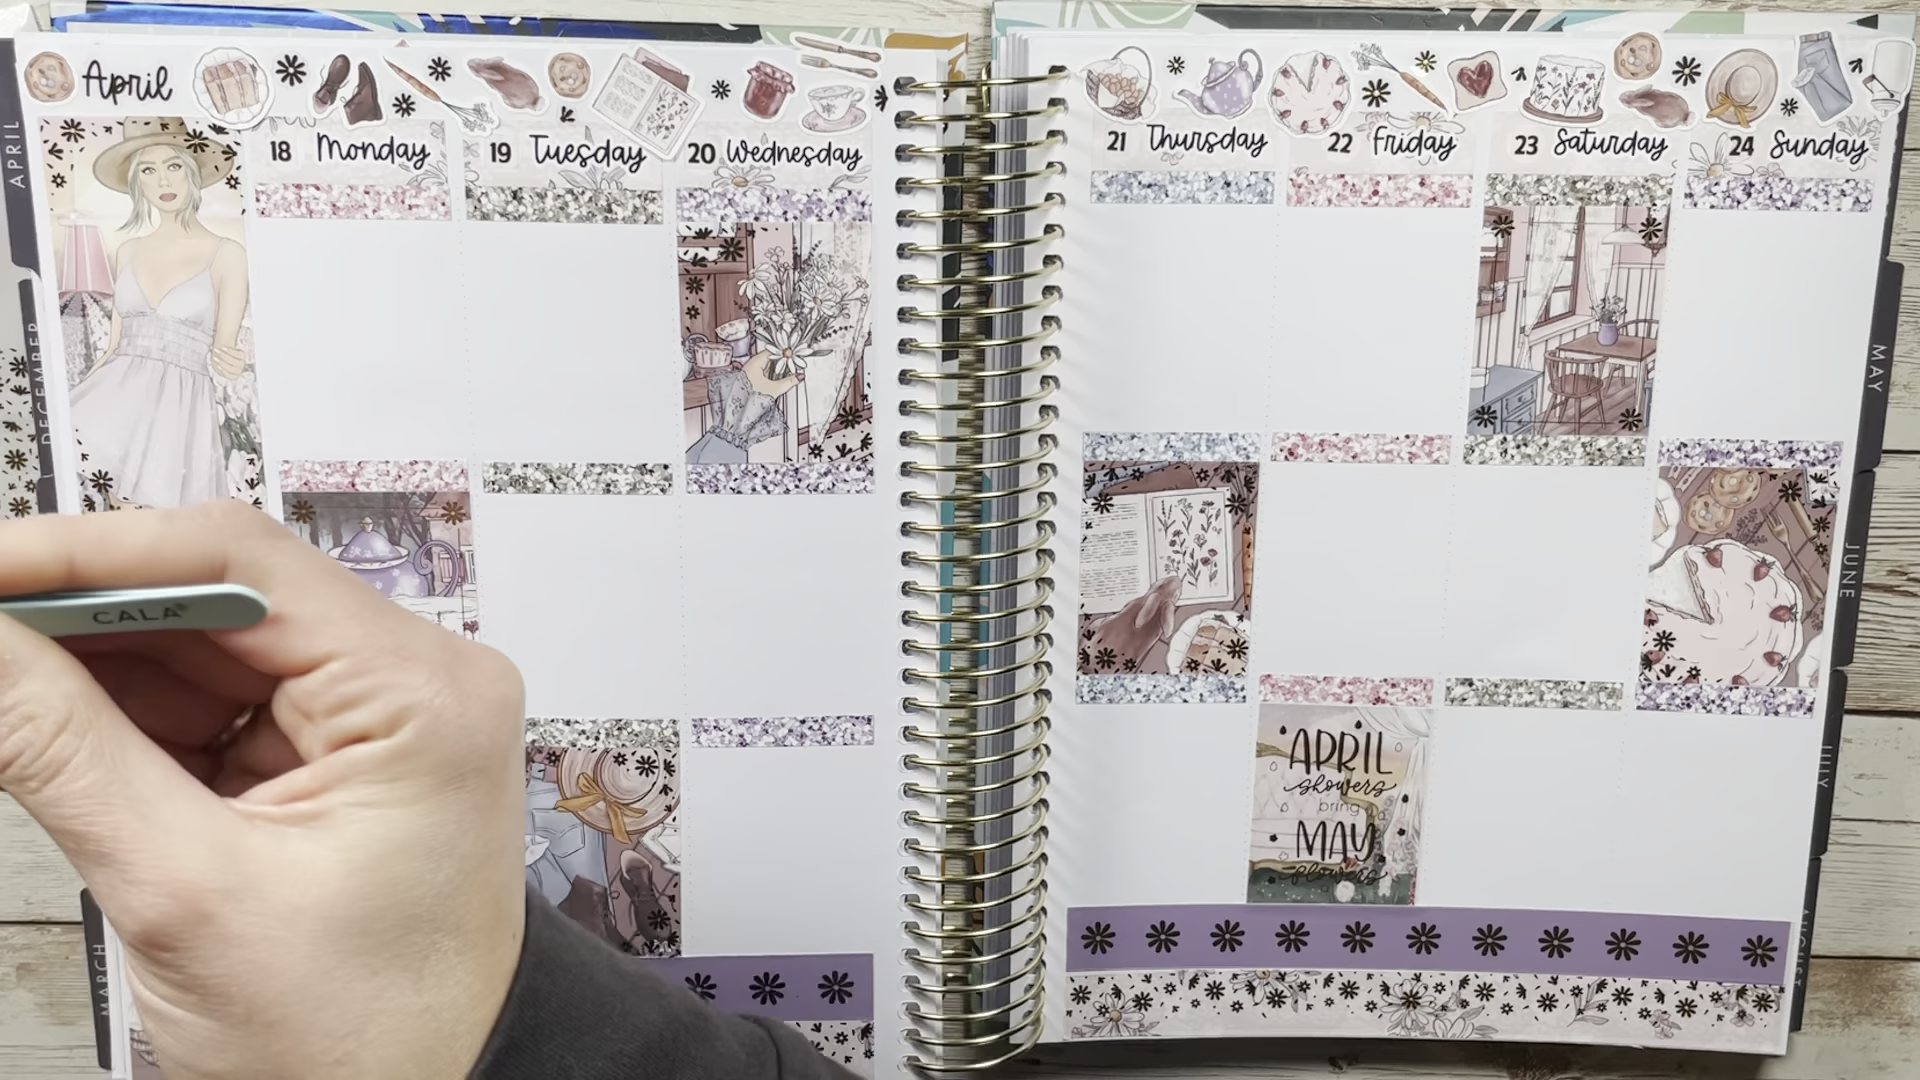 April
18 Monday
19 Tuesday
20 Wednesday
21 Thursday
22 Friday
23 Saturday
24 Sunday
APRIL
DECEMBER
MARCH
CALA
APRIL
showers
bring
MAY
flowers
MAY
JUNE
JULY
AUGUST